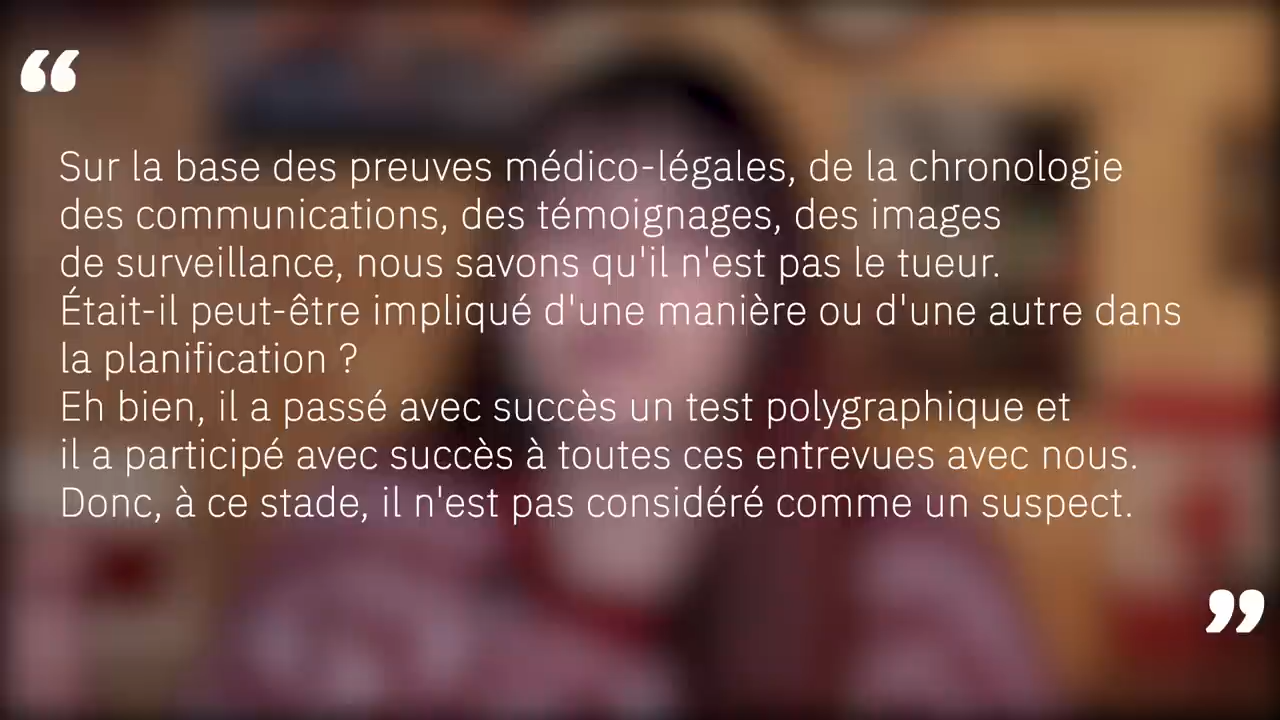 “
Sur la base des preuves médico-légales, de la chronologie
des communications, des témoignages, des images
de surveillance, nous savons qu'il n'est pas le tueur.
Était-il peut-être impliqué d'une manière ou d'une autre dans
la planification ?
Eh bien, il a passé avec succès un test polygraphique et
il a participé avec succès à toutes ces entrevues avec nous.
Donc, à ce stade, il n'est pas considéré comme un suspect.
”